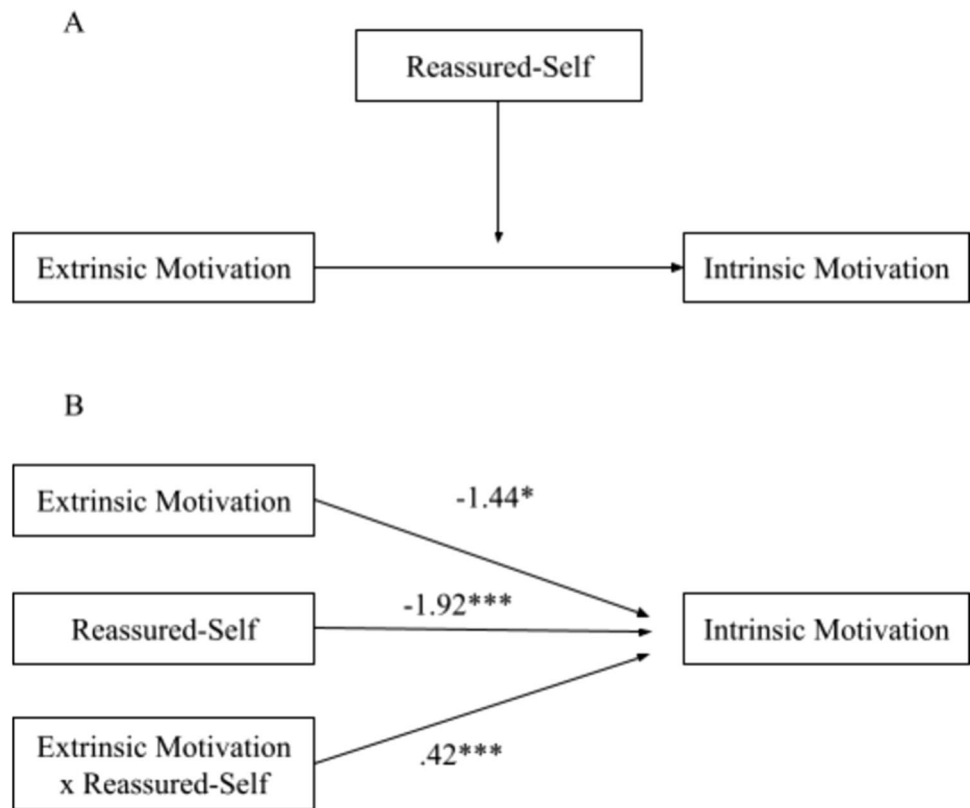 A
Reassured-Self
Extrinsic Motivation
Intrinsic Motivation
B
Extrinsic Motivation
-1.44*
Reassured-Self
-1.92***
Intrinsic Motivation
Extrinsic Motivation
x Reassured-Self
.42***